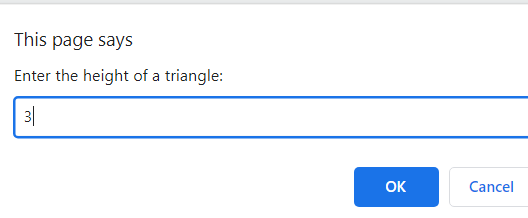 This page says
Enter the height of a triangle:
3
OK
Cancel